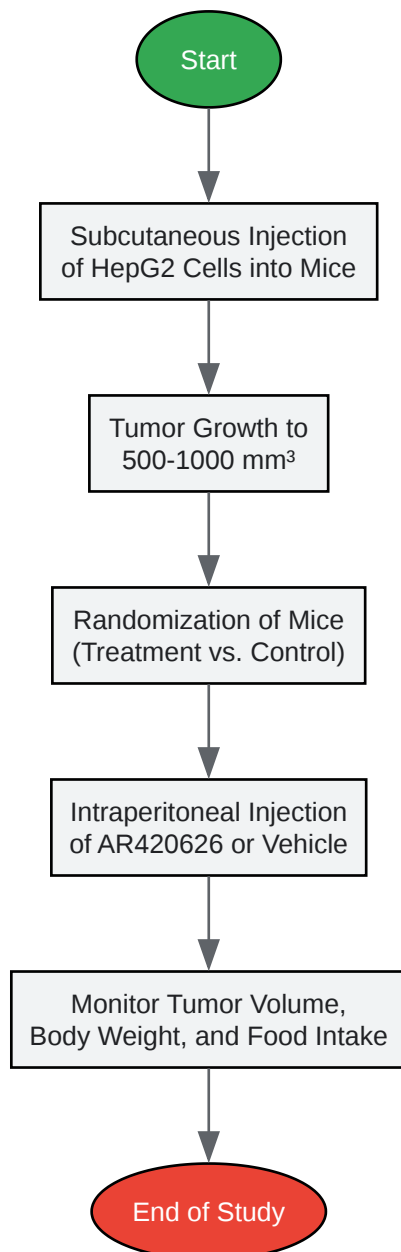 Start
Subcutaneous Injection
of HepG2 Cells into Mice
Tumor Growth to
500-1000 mm³
Randomization of Mice
(Treatment vs. Control)
Intraperitoneal Injection
of AR420626 or Vehicle
Monitor Tumor Volume,
Body Weight, and Food Intake
End of Study